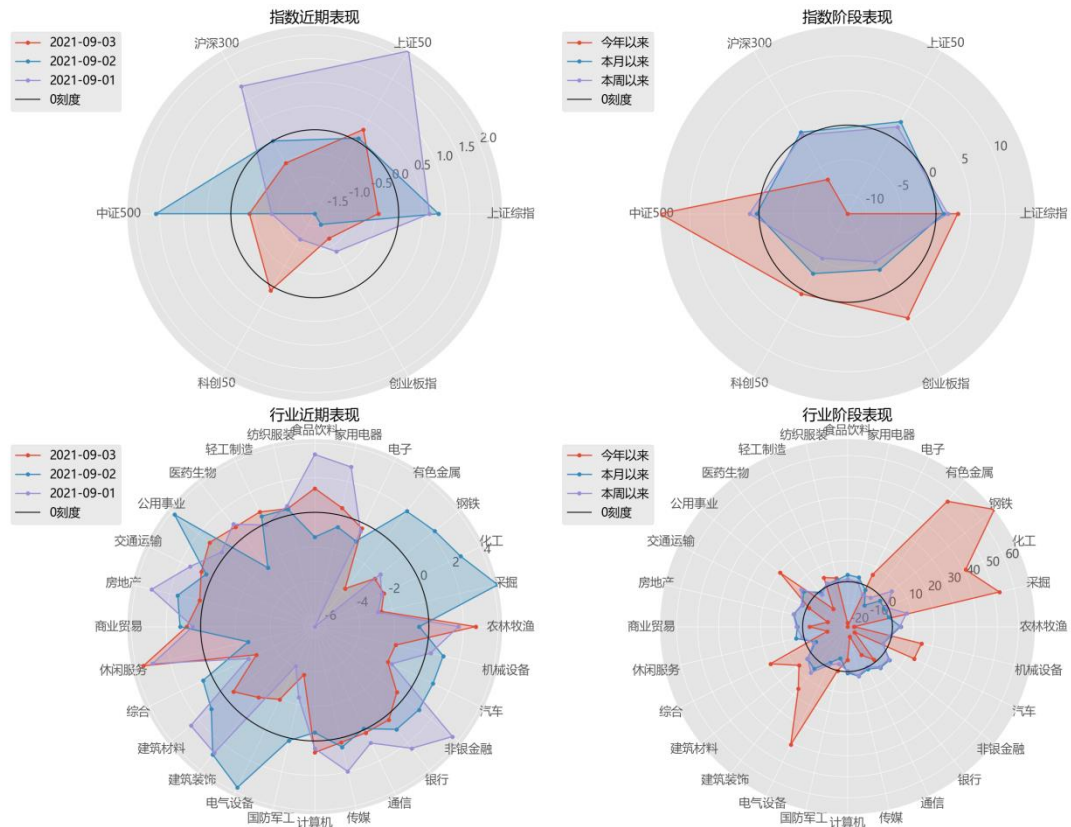 指数近期表现
2021-09-03
2021-09-02
2021-09-01
0刻度
沪深300
上证50
中证500
上证综指
科创50
创业板指
-1.5
-1.0
-0.5
0.0
0.5
1.0
1.5
2.0
指数阶段表现
今年以来
本月以来
本周以来
0刻度
沪深300
上证50
中证500
上证综指
科创50
创业板指
-10
-5
0
5
10
行业近期表现
2021-09-03
2021-09-02
2021-09-01
0刻度
食品饮料
家用电器
电子
有色金属
钢铁
化工
采掘
农林牧渔
机械设备
汽车
非银金融
银行
通信
传媒
计算机
国防军工
电气设备
建筑装饰
建筑材料
综合
休闲服务
商业贸易
房地产
交通运输
公用事业
医药生物
轻工制造
纺织服装
-6
-4
-2
0
2
4
行业阶段表现
今年以来
本月以来
本周以来
0刻度
食品饮料
家用电器
电子
有色金属
钢铁
化工
采掘
农林牧渔
机械设备
汽车
非银金融
银行
通信
传媒
计算机
国防军工
电气设备
建筑装饰
建筑材料
综合
休闲服务
商业贸易
房地产
交通运输
公用事业
医药生物
轻工制造
纺织服装
-20
-10
0
10
20
30
40
50
60